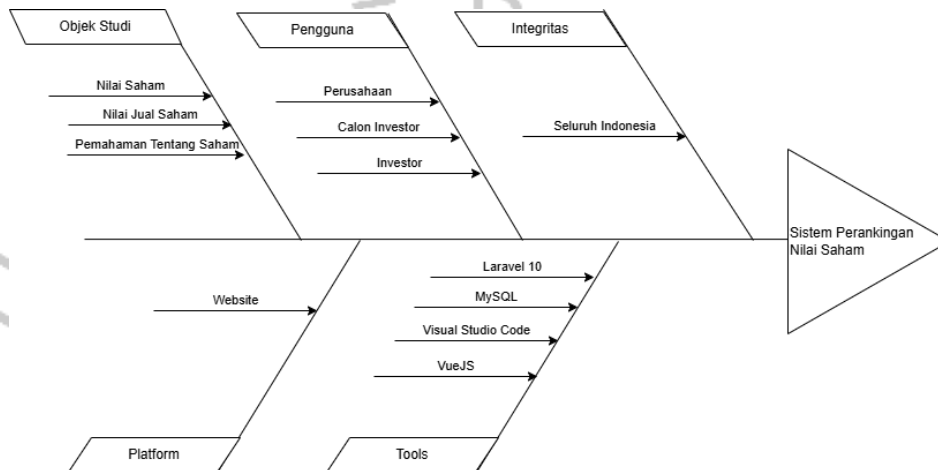 Objek Studi
Nilai Saham
Nilai Jual Saham
Pemahaman Tentang Saham
Pengguna
Perusahaan
Calon Investor
Investor
Integritas
Seluruh Indonesia
Sistem Perankingan
Nilai Saham
Website
Platform
Laravel 10
MySQL
Visual Studio Code
VueJS
Tools